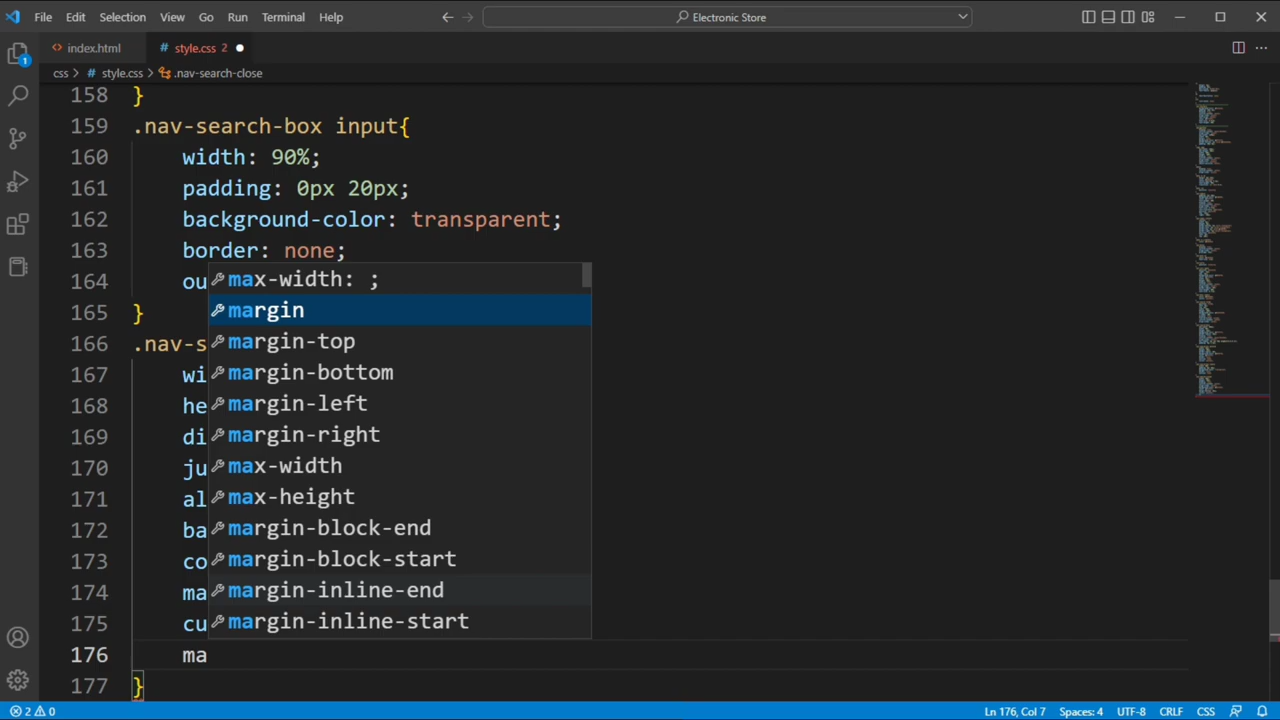 File Edit Selection View Go Run Terminal Help Electronic Store
index.html style.css 2
css > style.css > .nav-search-close
158 }
159 .nav-search-box input{
160 width: 90%;
161 padding: 0px 20px;
162 background-color: transparent;
163 border: none;
164 ou max-width: ;
165 } margin
166 .nav-s margin-top
167 wi margin-bottom
168 he margin-left
169 di margin-right
170 ju max-width
171 al max-height
172 ba margin-block-end
173 co margin-block-start
174 ma margin-inline-end
175 cu margin-inline-start
176 ma
177 }
2 0 Ln 176, Col 7 Spaces: 4 UTF-8 CRLF CSS